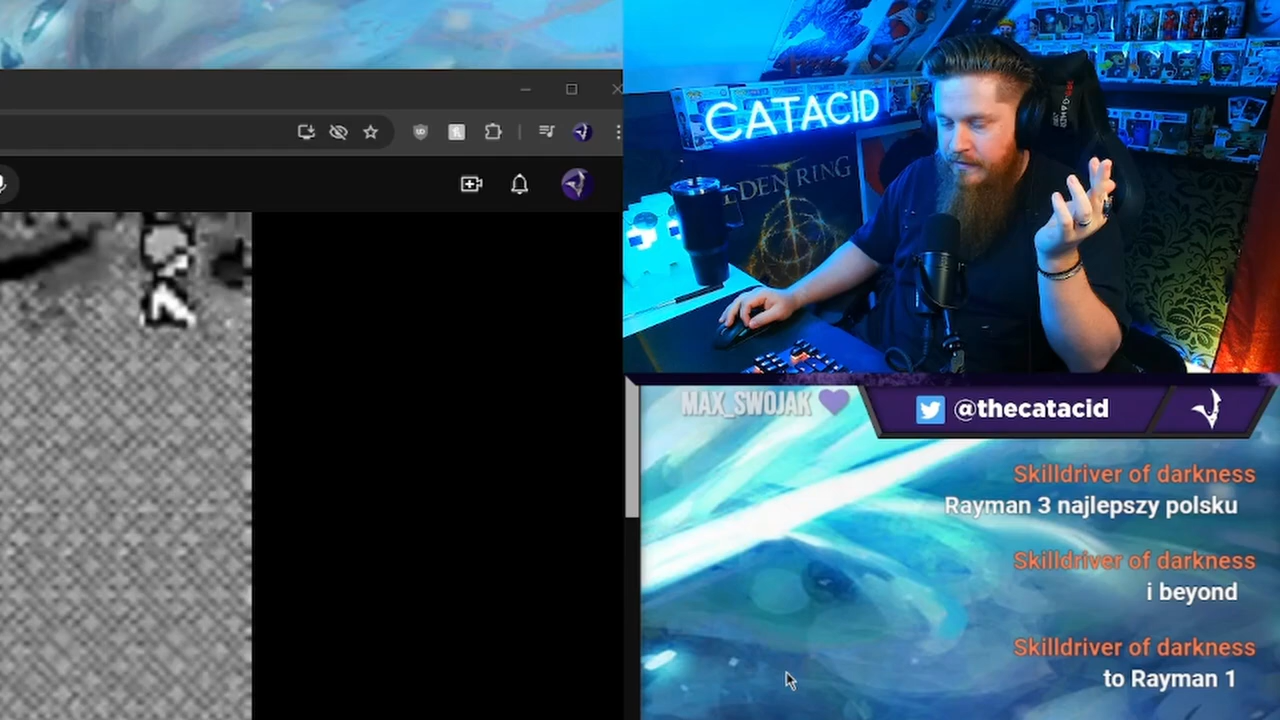 CATACID
ELDEN RING
MAX_SWOJAK
@thecatacid
Skilldriver of darkness
Rayman 3 najlepszy polsku
Skilldriver of darkness
i beyond
Skilldriver of darkness
to Rayman 1